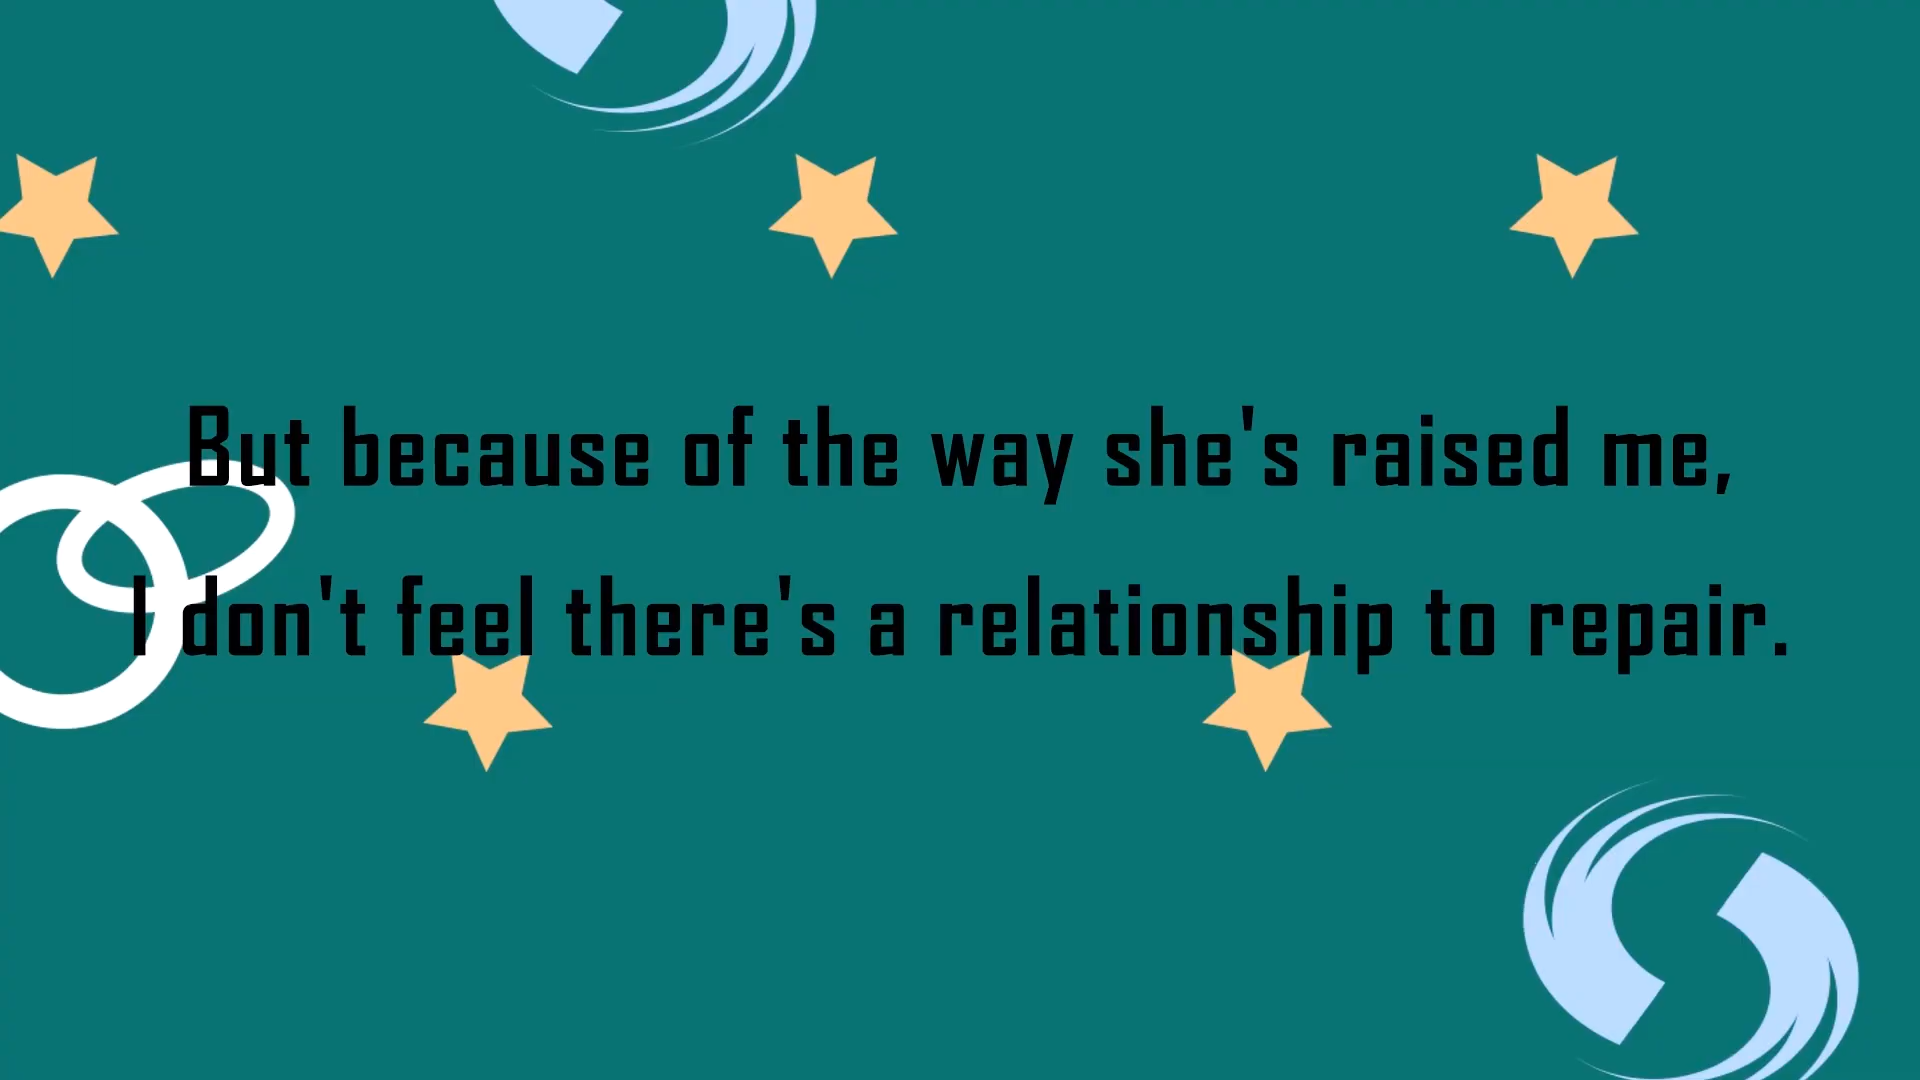 But because of the way she's raised me,
I don't feel there's a relationship to repair.